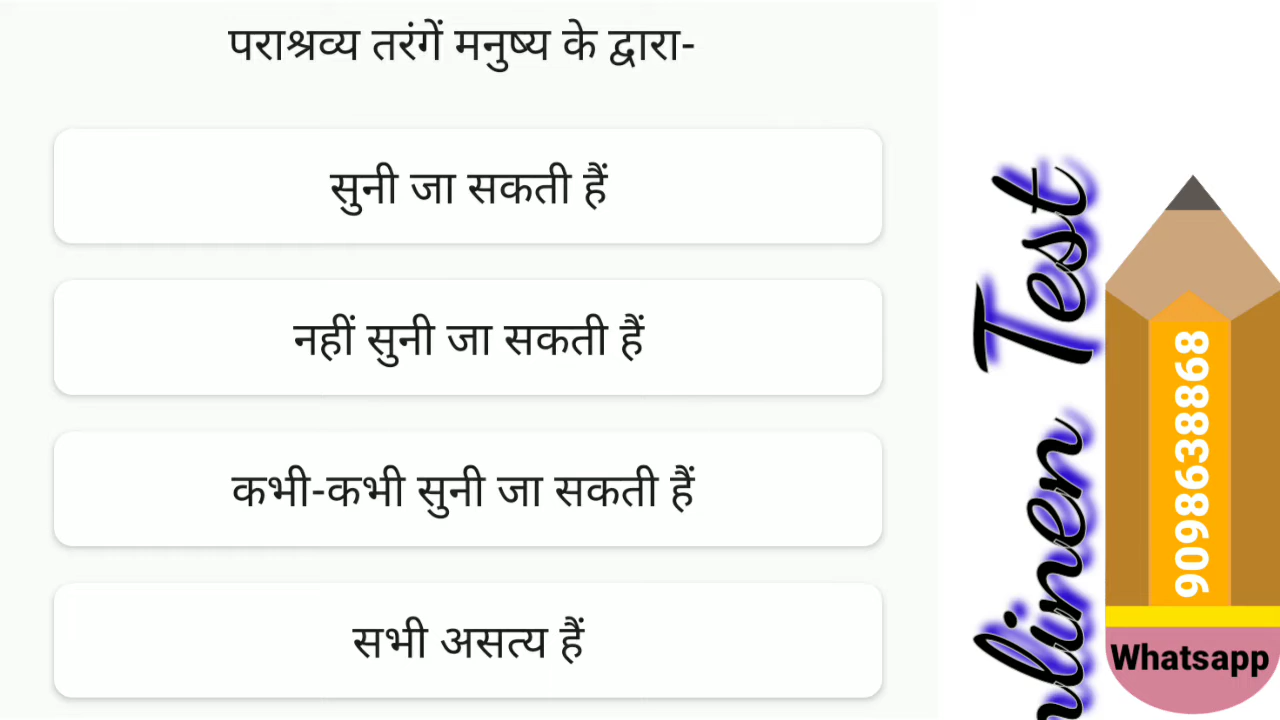 पराश्रव्य तरंगें मनुष्य के द्वारा-
सुनी जा सकती हैं
नहीं सुनी जा सकती हैं
कभी-कभी सुनी जा सकती हैं
सभी असत्य हैं
Test
9098638868
Whatsapp